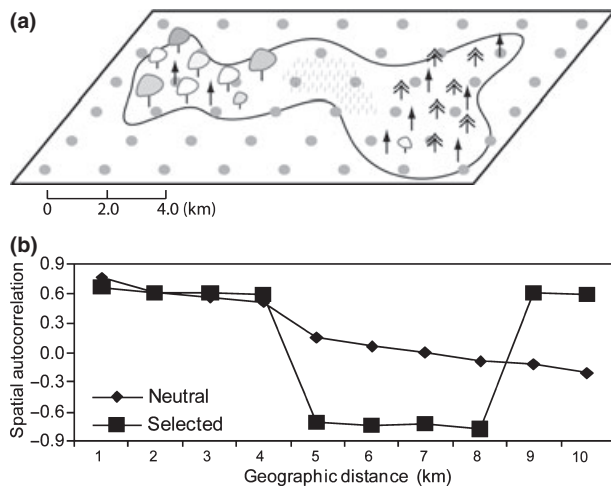 (a)
0 2.0 4.0 (km)
(b)
Spatial autocorrelation
0.9
0.6
0.3
0.0
–0.3
–0.6
–0.9
Neutral
Selected
1 2 3 4 5 6 7 8 9 10
Geographic distance (km)